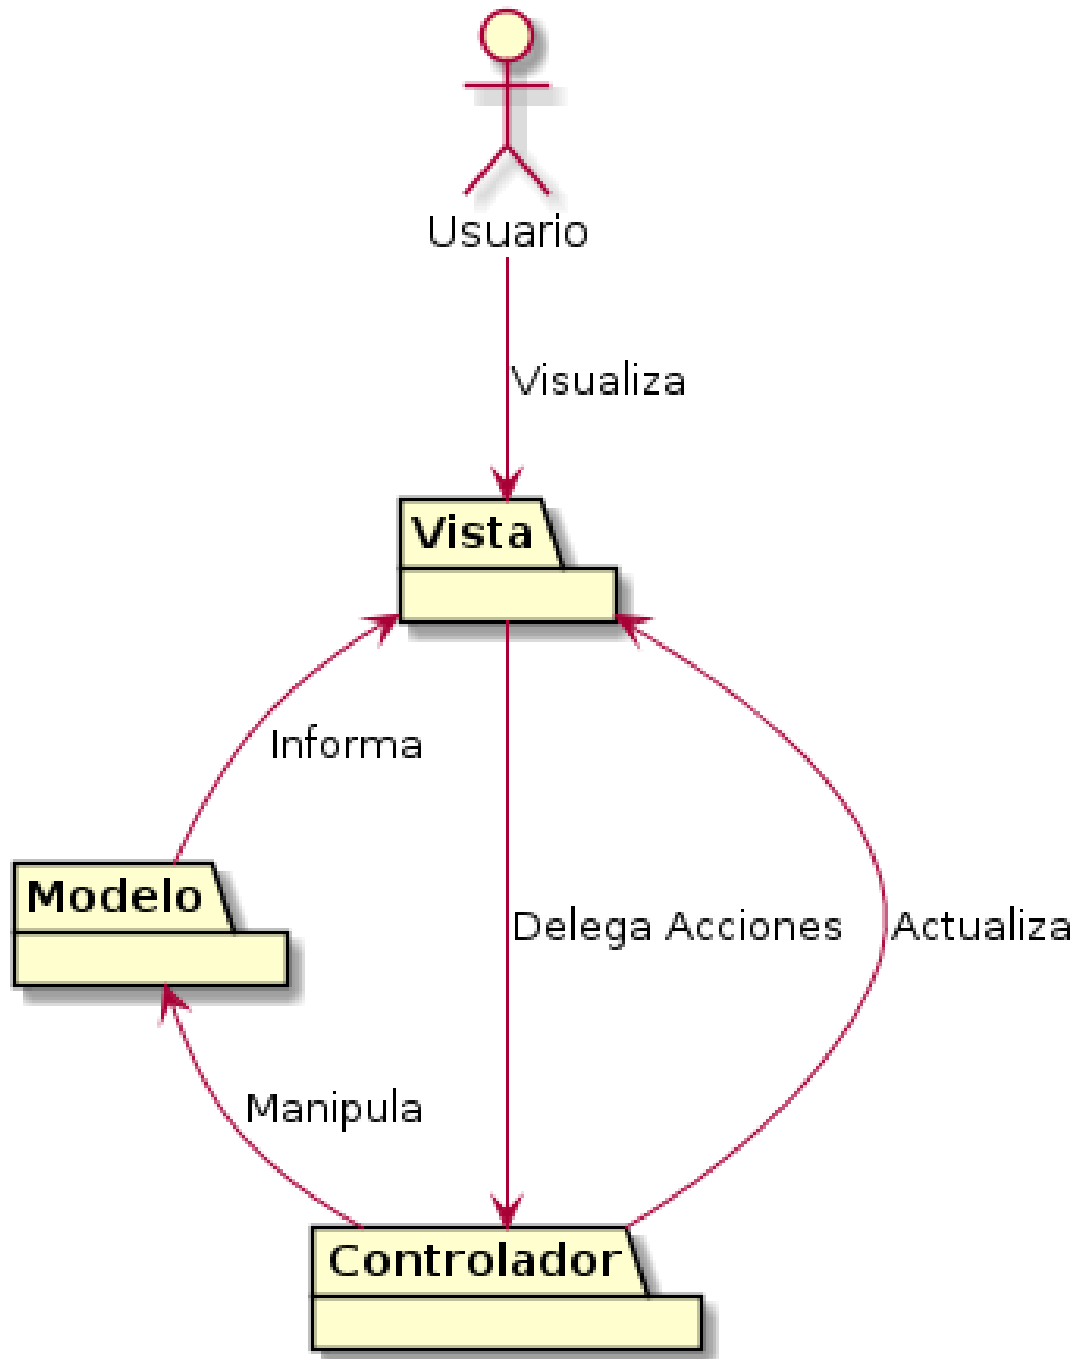 Usuario
Visualiza
Vista
Informa
Modelo
Delega Acciones
Actualiza
Manipula
Controlador